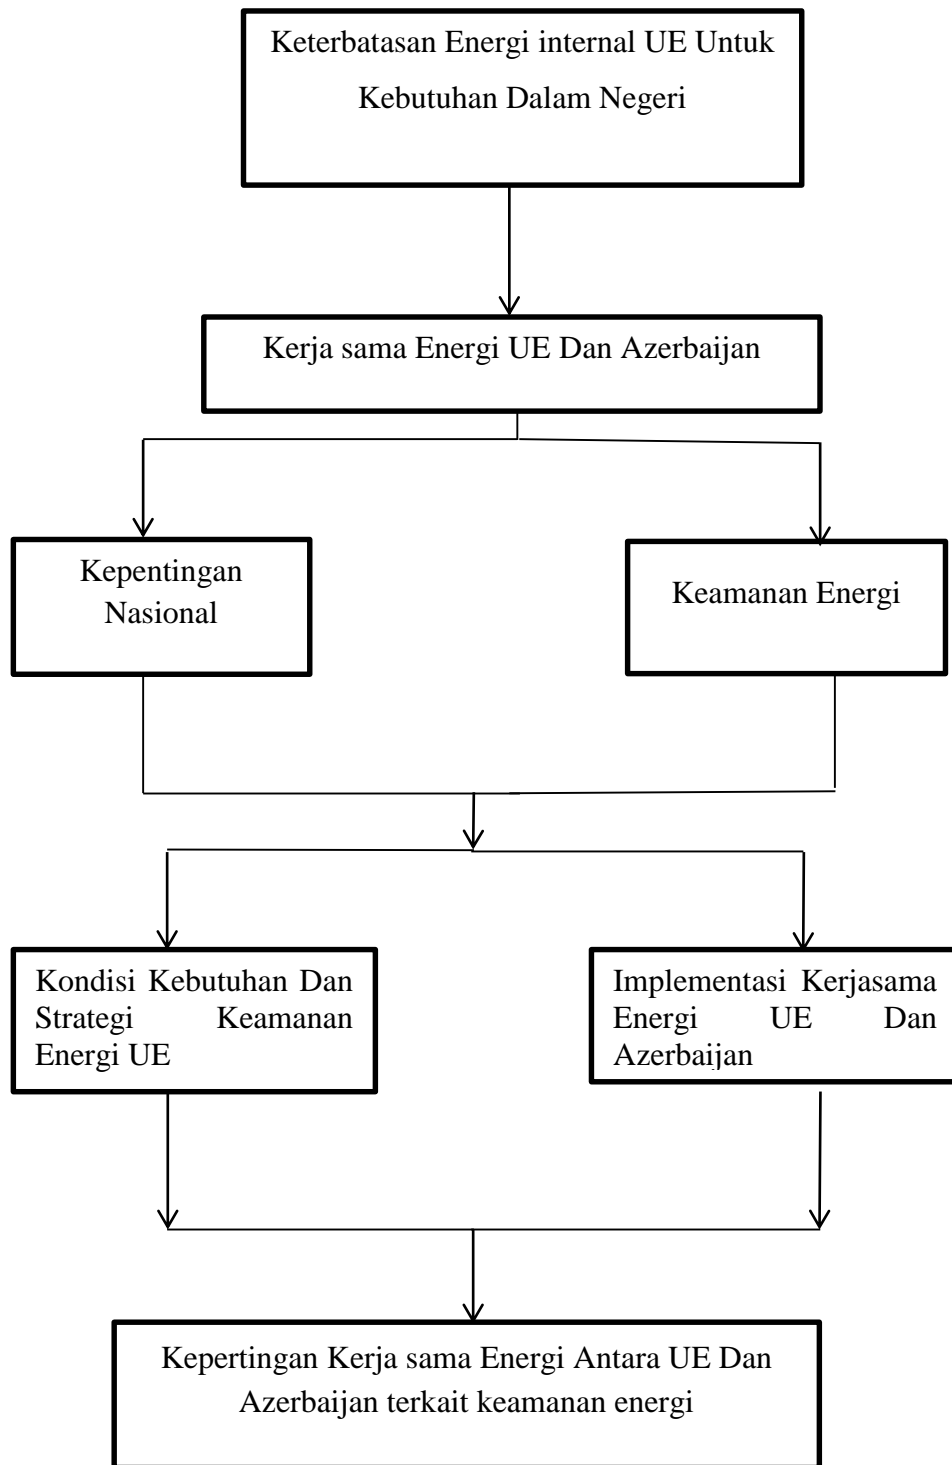 Keterbatasan Energi internal UE Untuk
Kebutuhan Dalam Negeri
Kerja sama Energi UE Dan Azerbaijan
Kepentingan
Nasional
Keamanan Energi
Kondisi Kebutuhan Dan
Strategi Keamanan
Energi UE
Implementasi Kerjasama
Energi UE Dan
Azerbaijan
Kepertingan Kerja sama Energi Antara UE Dan
Azerbaijan terkait keamanan energi